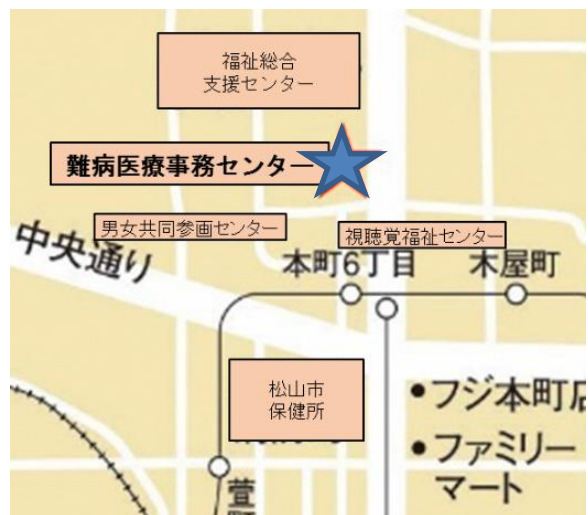 福祉総合
支援センター
難病医療事務センター
男女共同参画センター
視聴覚福祉センター
中央通り
本町6丁目
木屋町
松山市
保健所
●フジ本町店
●ファミリー
マート
萱